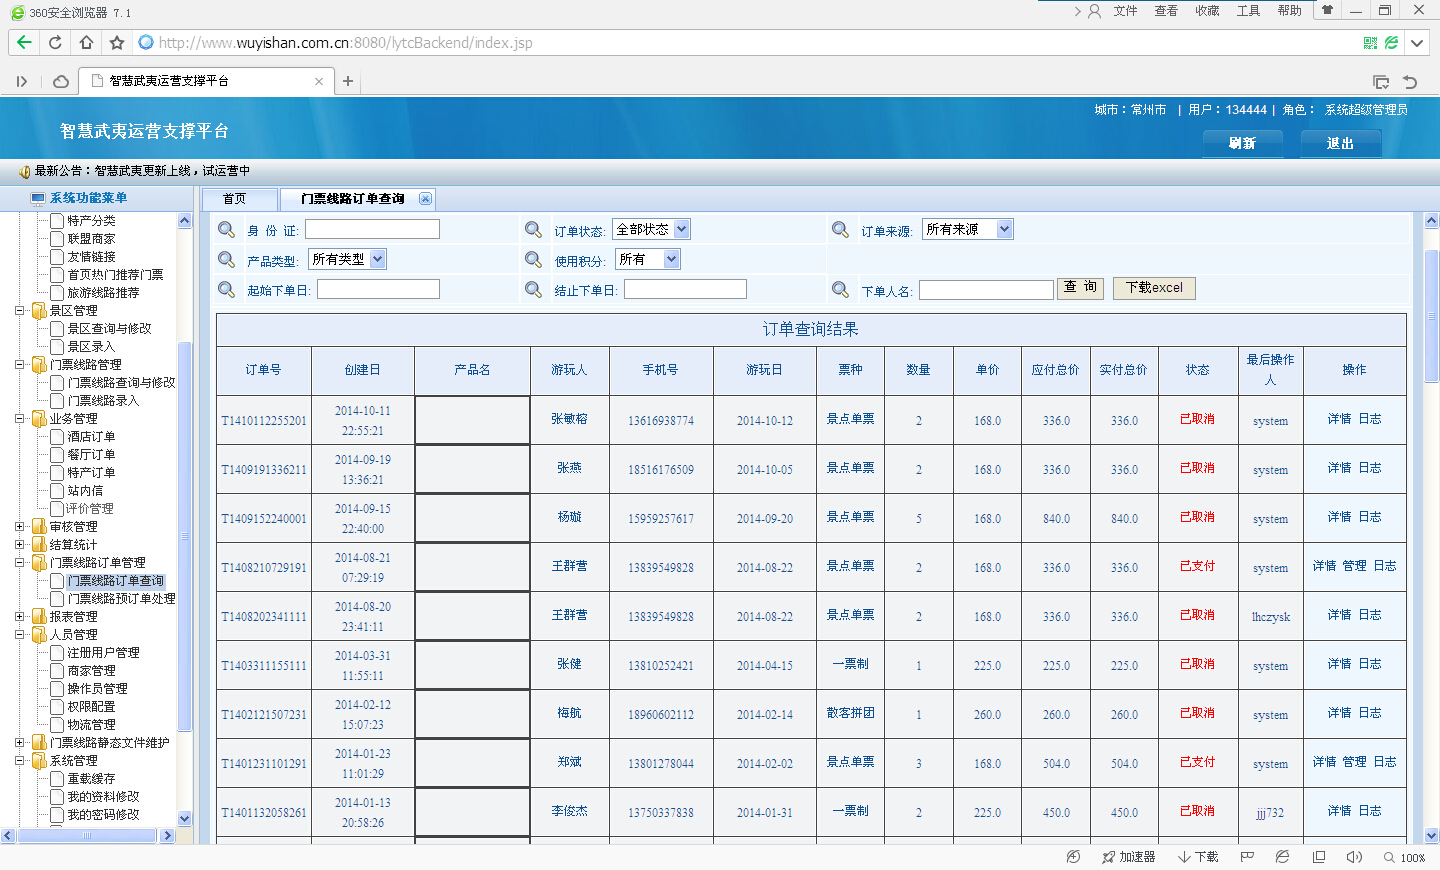 360安全浏览器 7.1
文件 查看 收藏 工具 帮助
http://www.wuyishan.com.cn:8080/lytcBackend/index.jsp
智慧武夷运营支撑平台
城市：常州市 | 用户：134444 | 角色： 系统超级管理员
智慧武夷运营支撑平台
刷新 退出
最新公告：智慧武夷更新上线，试运营中
系统功能菜单
特产分类
联盟商家
友情链接
首页热门推荐门票
旅游线路推荐
景区管理
景区查询与修改
景区录入
门票线路管理
门票线路查询与修改
门票线路录入
业务管理
酒店订单
餐厅订单
特产订单
站内信
评价管理
审核管理
结算统计
门票线路订单管理
门票线路订单查询
门票线路预订单处理
报表管理
人员管理
注册用户管理
商家管理
操作员管理
权限配置
物流管理
门票线路静态文件维护
系统管理
重载缓存
我的资料修改
我的密码修改
首页 门票线路订单查询
身 份 证: 订单状态: 全部状态 订单来源: 所有来源
产品类型: 所有类型 使用积分: 所有
起始下单日: 结止下单日: 下单人名: 查 询 下载excel
订单查询结果
订单号 创建日 产品名 游玩人 手机号 游玩日 票种 数量 单价 应付总价 实付总价 状态 最后操作人 操作
T1410112255201 2014-10-11 22:55:21 张敏榕 13616938774 2014-10-12 景点单票 2 168.0 336.0 336.0 已取消 system 详情 日志
T1409191336211 2014-09-19 13:36:21 张燕 18516176509 2014-10-05 景点单票 2 168.0 336.0 336.0 已取消 system 详情 日志
T1409152240001 2014-09-15 22:40:00 杨璇 15959257617 2014-09-20 景点单票 5 168.0 840.0 840.0 已取消 system 详情 日志
T1408210729191 2014-08-21 07:29:19 王群营 13839549828 2014-08-22 景点单票 2 168.0 336.0 336.0 已支付 system 详情 管理 日志
T1408202341111 2014-08-20 23:41:11 王群营 13839549828 2014-08-22 景点单票 2 168.0 336.0 336.0 已取消 lhczysk 详情 日志
T1403311155111 2014-03-31 11:55:11 张健 13810252421 2014-04-15 一票制 1 225.0 225.0 225.0 已取消 system 详情 日志
T1402121507231 2014-02-12 15:07:23 梅航 18960602112 2014-02-14 散客拼团 1 260.0 260.0 260.0 已取消 system 详情 日志
T1401231101291 2014-01-23 11:01:29 郑斌 13801278044 2014-02-02 景点单票 3 168.0 504.0 504.0 已支付 system 详情 管理 日志
T1401132058261 2014-01-13 20:58:26 李俊杰 13750337838 2014-01-31 一票制 2 225.0 450.0 450.0 已取消 jjj732 详情 日志
加速器 下载 100%